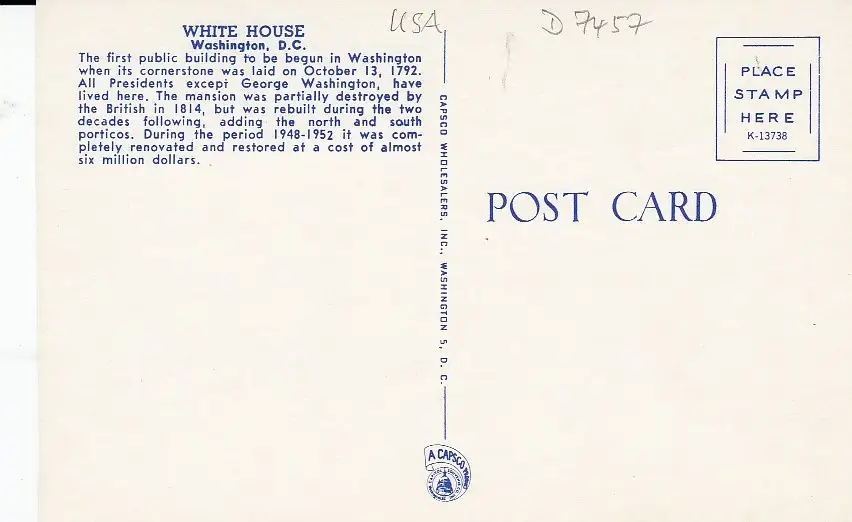 USA
D 7457
WHITE HOUSE
Washington, D.C.
The first public building to be begun in Washington
when its cornerstone was laid on October 13, 1792.
All Presidents except George Washington, have
lived here. The mansion was partially destroyed by
the British in 1814, but was rebuilt during the two
decades following, adding the north and south
porticos. During the period 1948-1952 it was com-
pletely renovated and restored at a cost of almost
six million dollars.
CAPSCO WHOLESALERS, INC., WASHINGTON 5, D. C.
A CAPSCO
PLACE
STAMP
HERE
K-13738
POST CARD